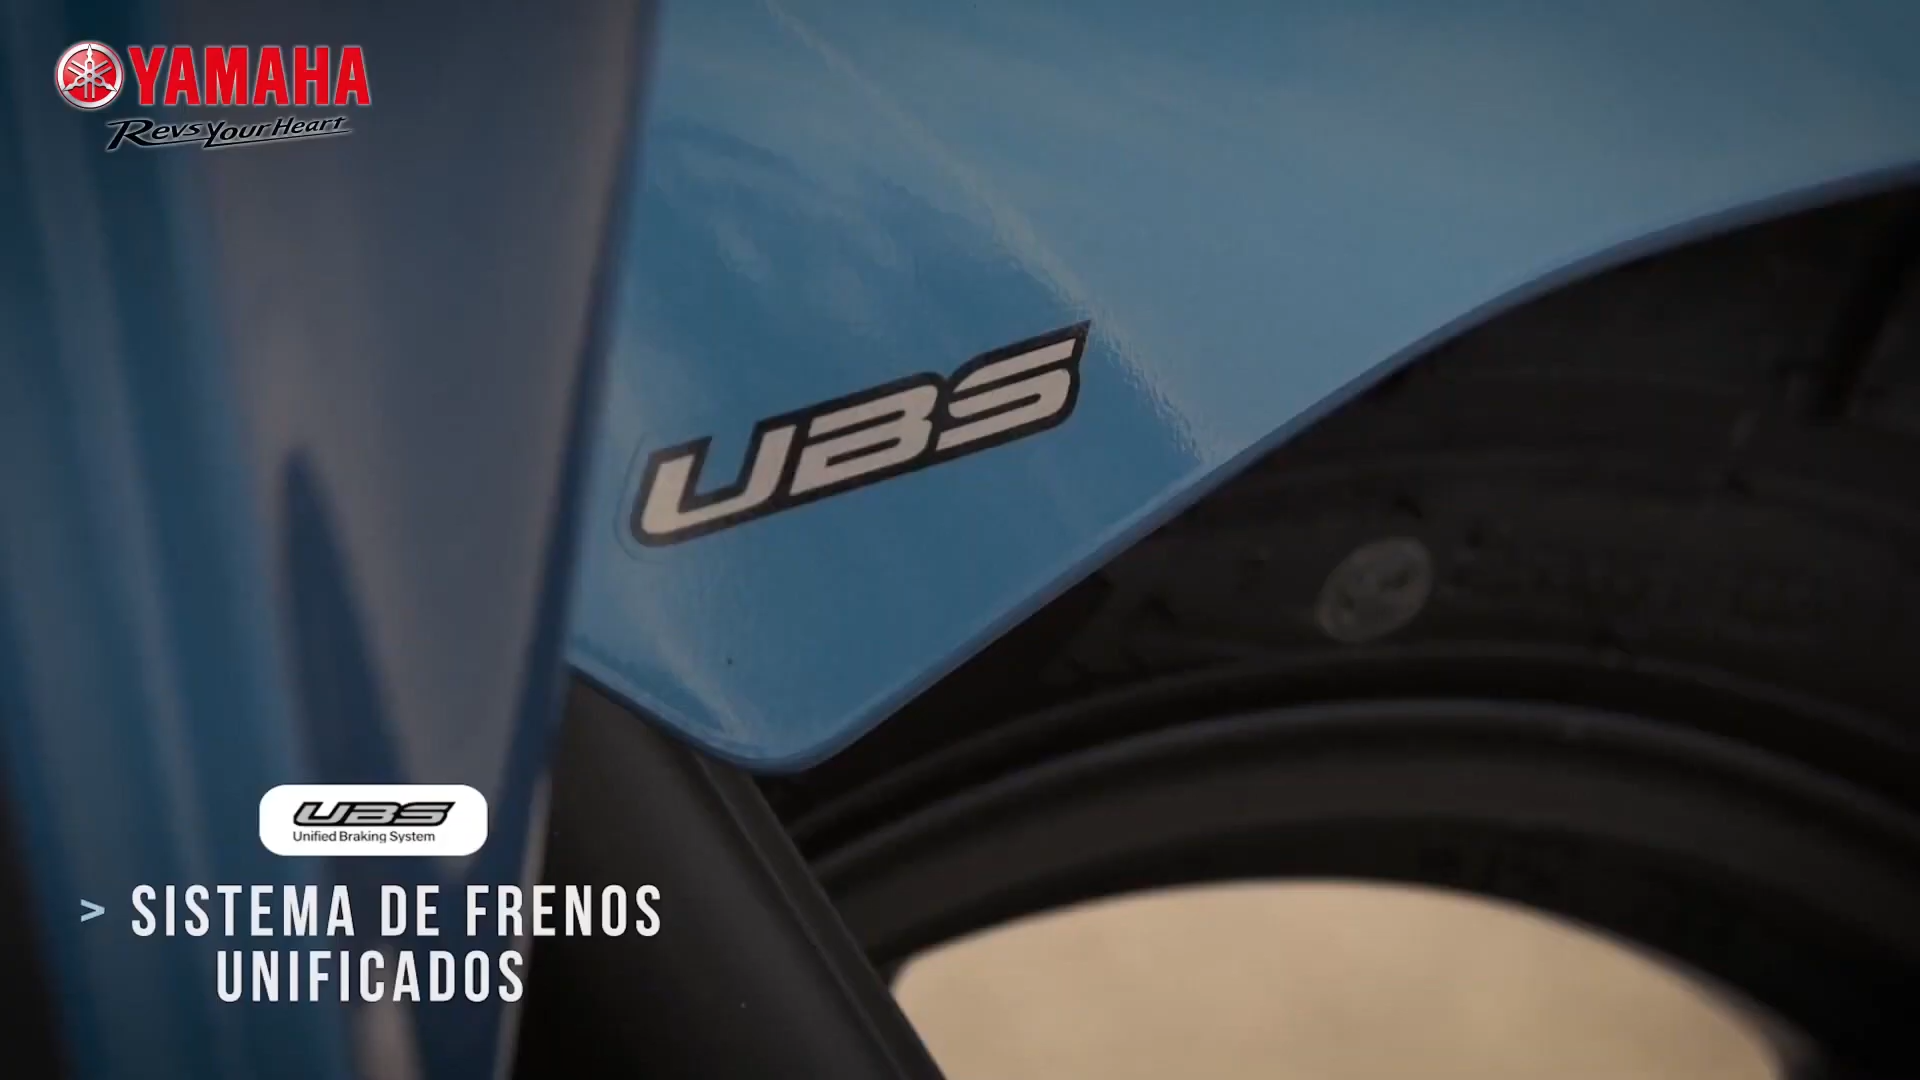 YAMAHA
Revs Your Heart
UBS
UBS
Unified Braking System
> SISTEMA DE FRENOS
UNIFICADOS